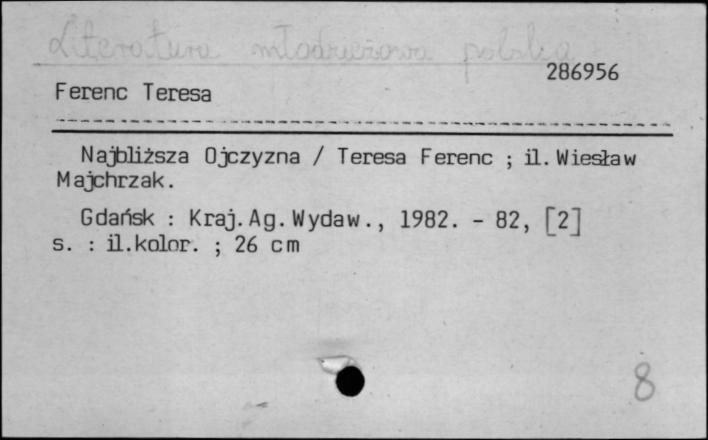 Literatura młodzieżowa polska
286956
Ferenc Teresa
Najbliższa Ojczyzna / Teresa Ferenc ; il. Wiesław
Majchrzak.
Gdańsk : Kraj. Ag. Wydaw., 1982. - 82, [2]
s. : il.kolor. ; 26 cm
8